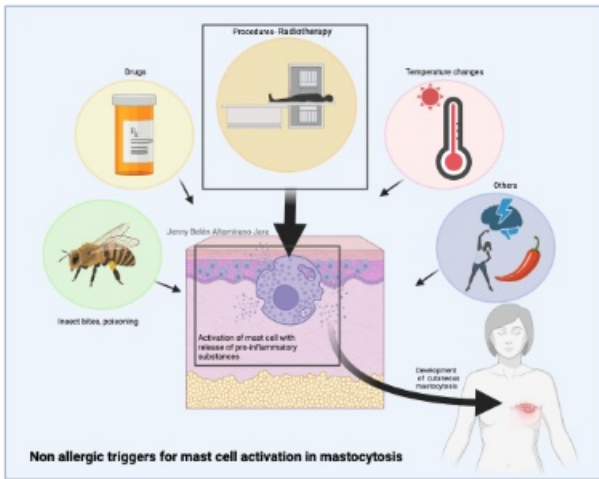 Procedures- Radiotherapy
Drugs
Temperature changes
Others
Jenny Belén Altamirano Jara
Insect bites, poisoning
Activation of mast cell with
release of pro-inflammatory
substances
Development
of cutaneous
mastocytosis
Non allergic triggers for mast cell activation in mastocytosis